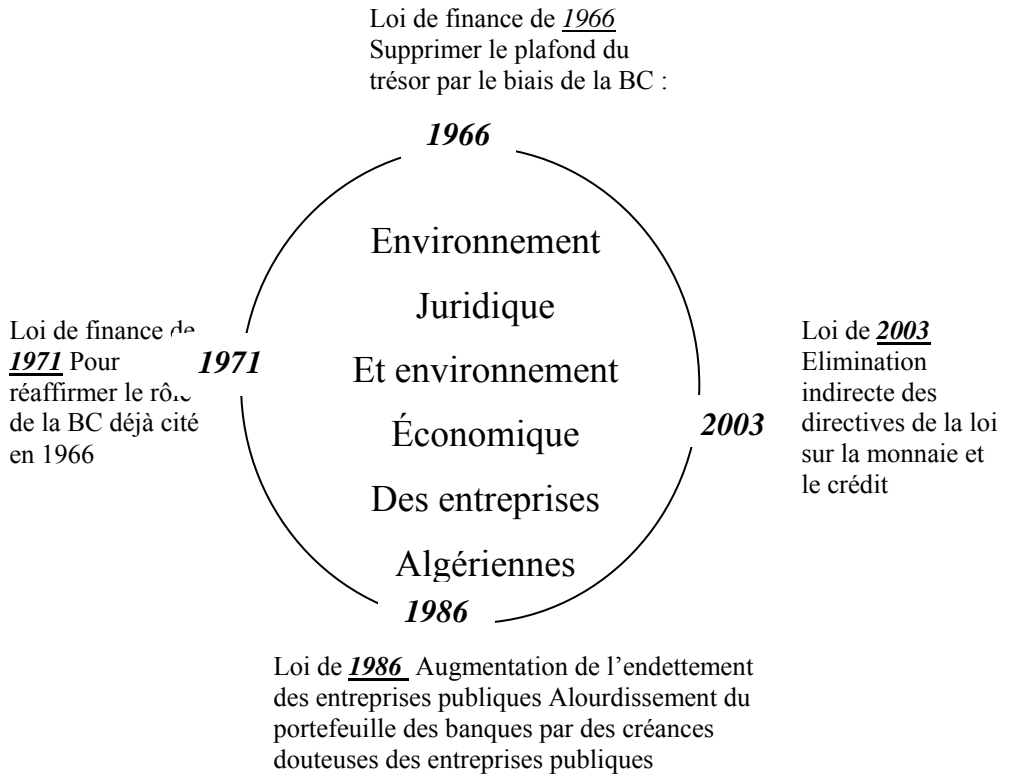 Loi de finance de 1966
Supprimer le plafond du
trésor par le biais de la BC :
1966
Environnement
Juridique
Et environnement
Économique
Des entreprises
Algériennes
Loi de finance de
1971 Pour
réaffirmer le rôle
de la BC déjà cité
en 1966
1971
Loi de 2003
Elimination
indirecte des
directives de la loi
sur la monnaie et
le crédit
2003
1986
Loi de 1986 Augmentation de l’endettement
des entreprises publiques Alourdissement du
portefeuille des banques par des créances
douteuses des entreprises publiques